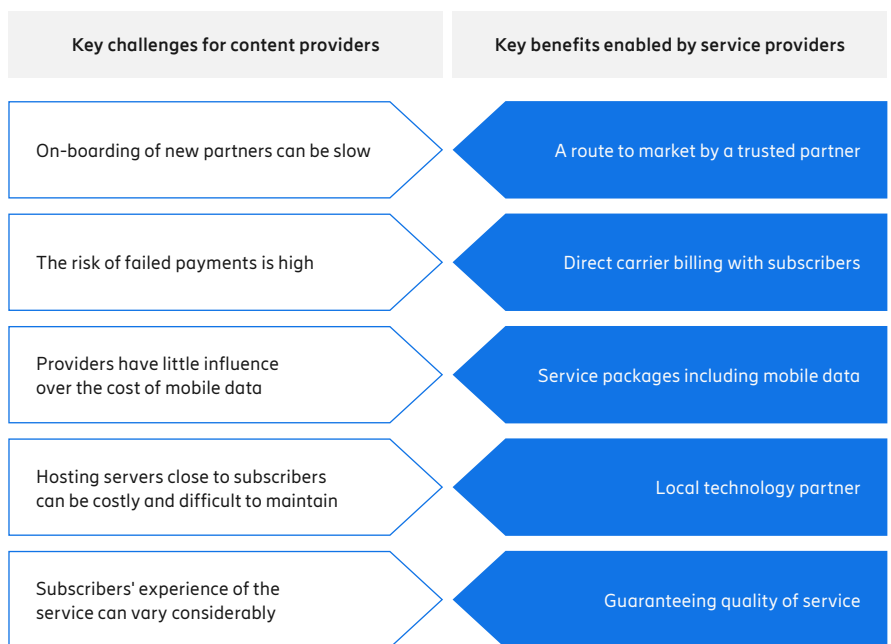 Key challenges for content providers
Key benefits enabled by service providers
On-boarding of new partners can be slow
A route to market by a trusted partner
The risk of failed payments is high
Direct carrier billing with subscribers
Providers have little influence
over the cost of mobile data
Service packages including mobile data
Hosting servers close to subscribers
can be costly and difficult to maintain
Local technology partner
Subscribers' experience of the
service can vary considerably
Guaranteeing quality of service